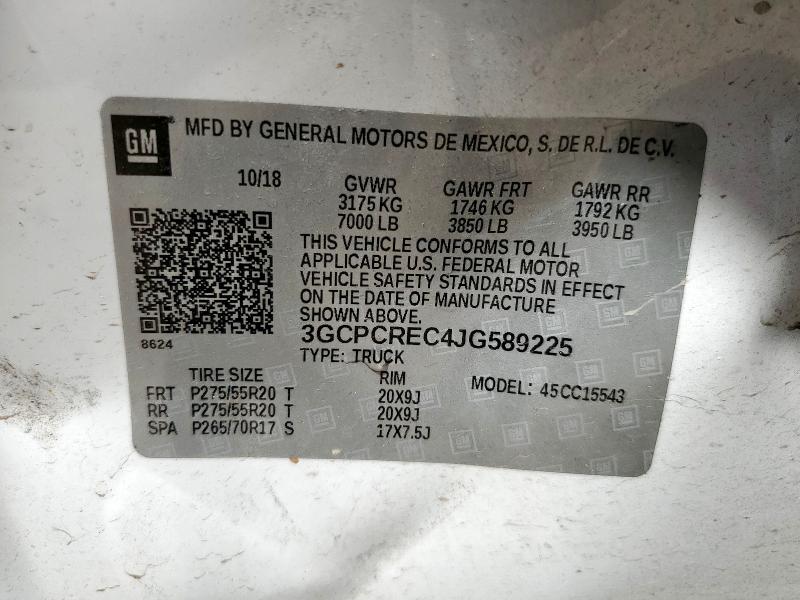 GM
MFD BY GENERAL MOTORS DE MEXICO, S. DE R.L. DE C.V.
10/18 GVWR GAWR FRT GAWR RR
3175 KG 1746 KG 1792 KG
7000 LB 3850 LB 3950 LB
THIS VEHICLE CONFORMS TO ALL
APPLICABLE U.S. FEDERAL MOTOR
VEHICLE SAFETY STANDARDS IN EFFECT
ON THE DATE OF MANUFACTURE
SHOWN ABOVE.
8624
3GCPCREC4JG589225
TYPE: TRUCK
TIRE SIZE RIM MODEL: 45CC15543
FRT P275/55R20 T 20X9J
RR P275/55R20 T 20X9J
SPA P265/70R17 S 17X7.5J